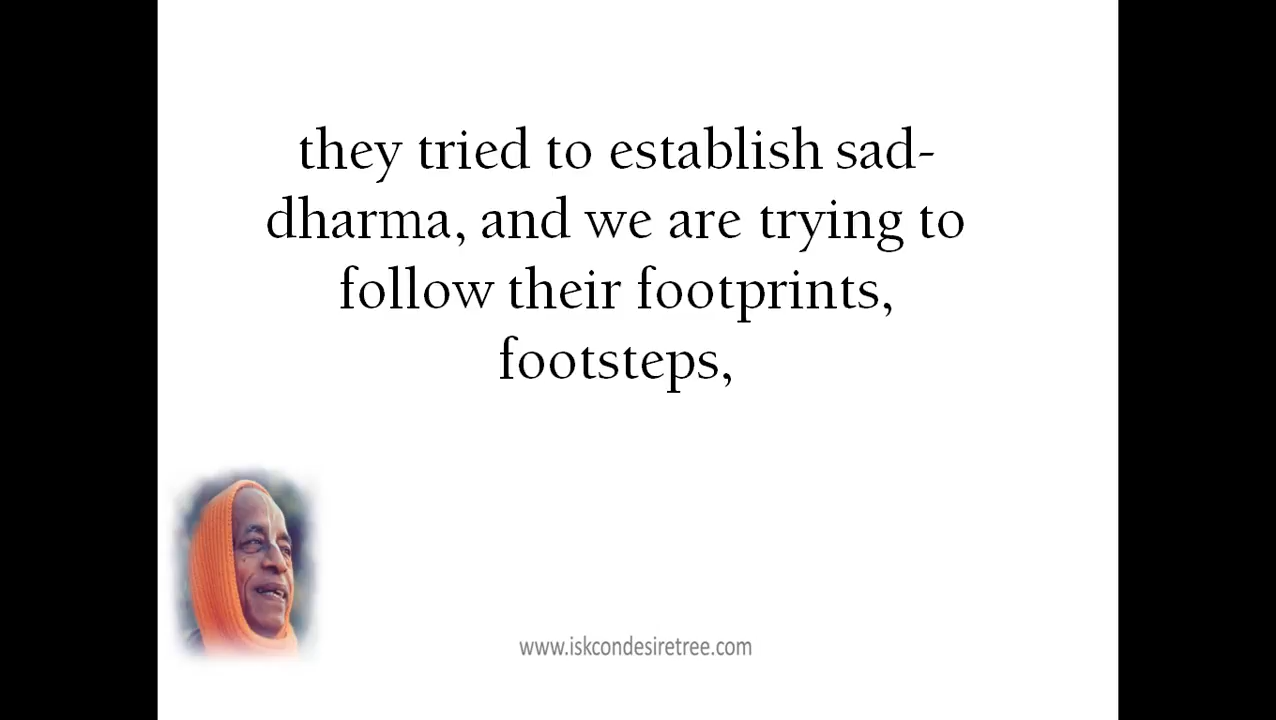 they tried to establish sad-
dharma, and we are trying to
follow their footprints,
footsteps,
www.iskcondesiretree.com